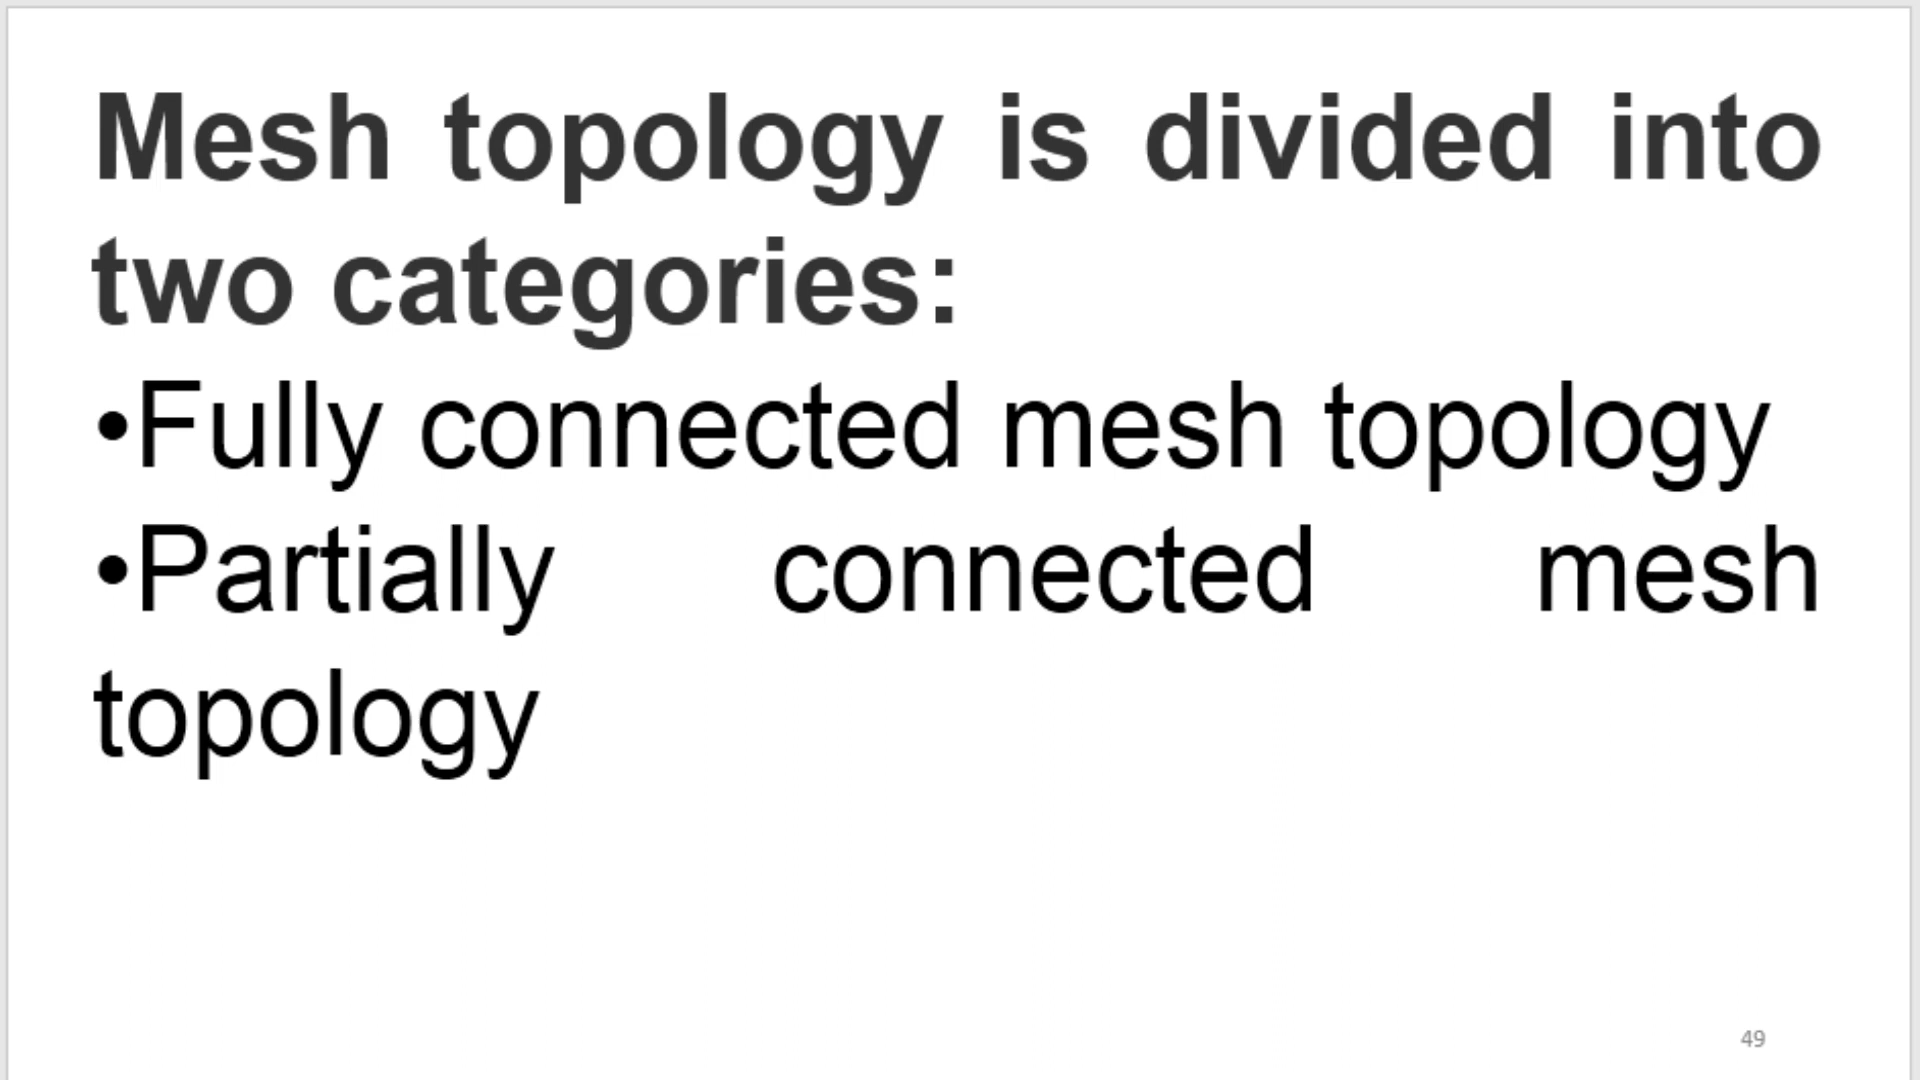 Mesh topology is divided into
two categories:
•Fully connected mesh topology
•Partially connected mesh
topology
49